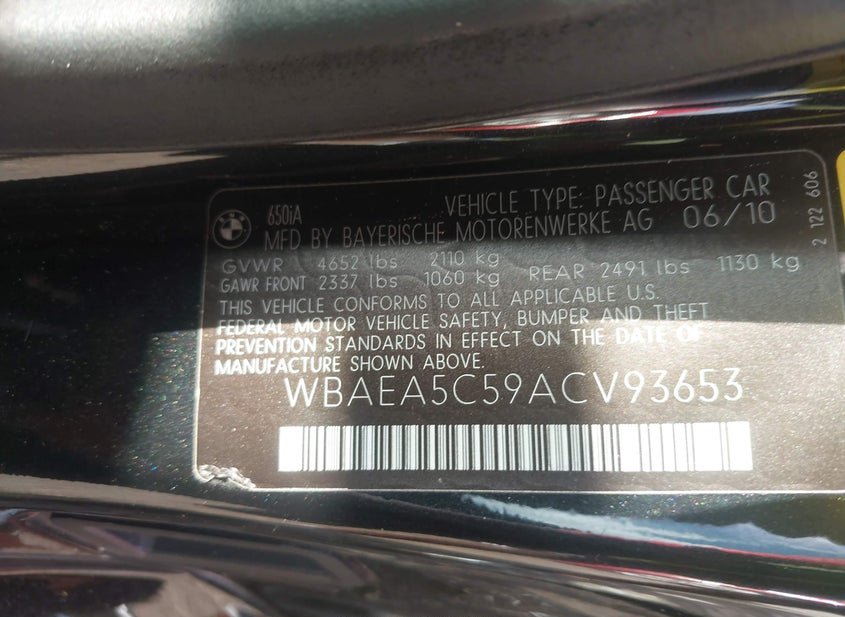 650iA VEHICLE TYPE: PASSENGER CAR
MFD BY BAYERISCHE MOTORENWERKE AG 06/10
GVWR 4652 lbs 2110 kg
GAWR FRONT 2337 lbs 1060 kg REAR 2491 lbs 1130 kg
THIS VEHICLE CONFORMS TO ALL APPLICABLE U.S.
FEDERAL MOTOR VEHICLE SAFETY, BUMPER AND THEFT
PREVENTION STANDARDS IN EFFECT ON THE DATE OF
MANUFACTURE SHOWN ABOVE.
WBAEA5C59ACV93653
2 122 606